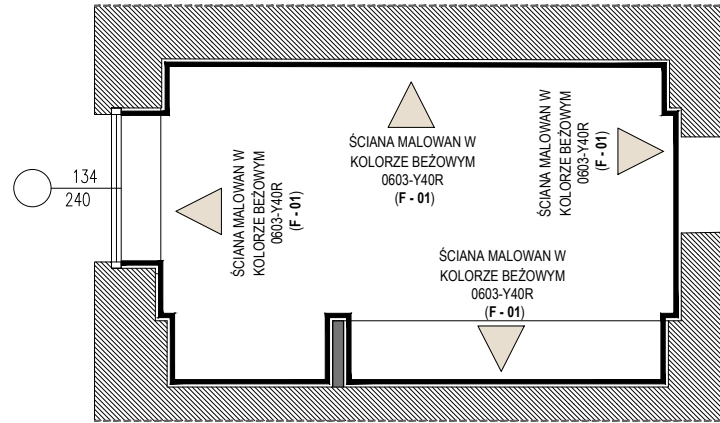 134
240
ŚCIANA MALOWAN W
KOLORZE BEŻOWYM
0603-Y40R
(F - 01)
ŚCIANA MALOWAN W
KOLORZE BEŻOWYM
0603-Y40R
(F - 01)
ŚCIANA MALOWAN W
KOLORZE BEŻOWYM
0603-Y40R
(F - 01)
ŚCIANA MALOWAN W
KOLORZE BEŻOWYM
0603-Y40R
(F - 01)